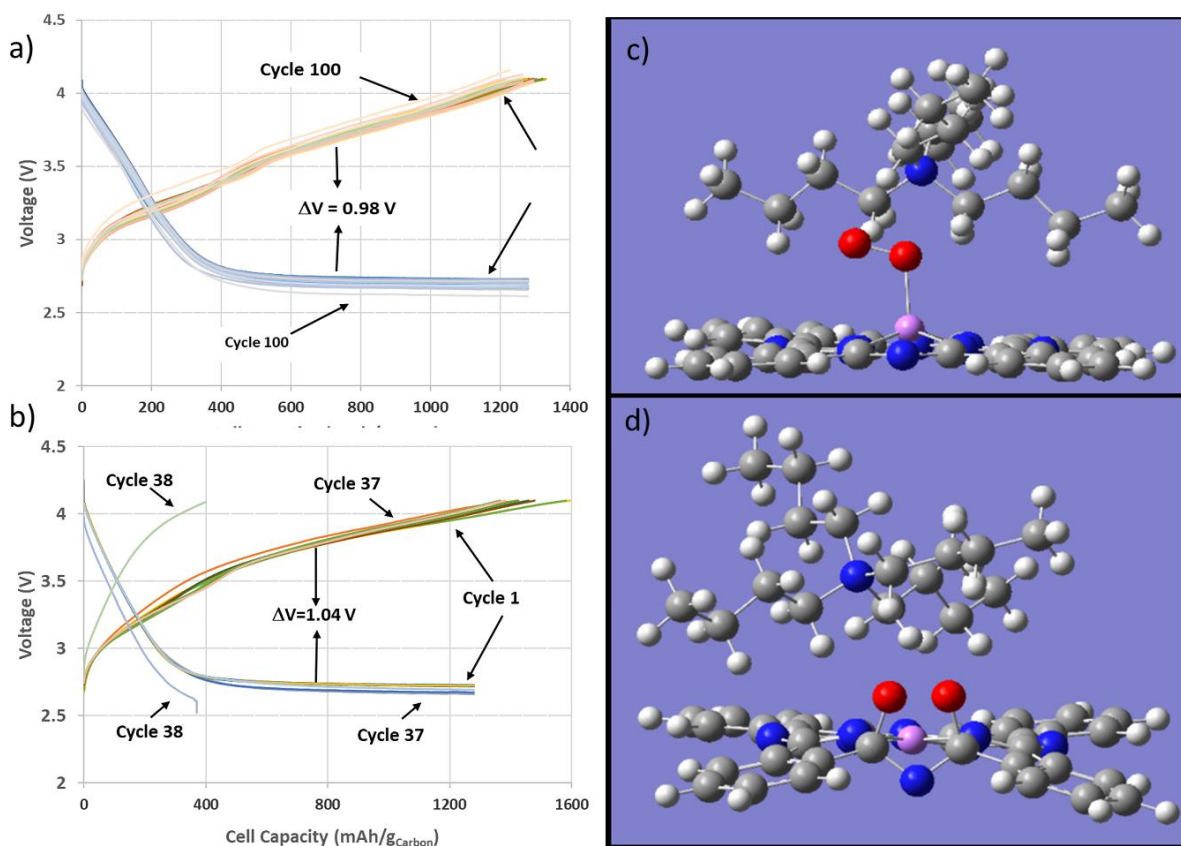 a)
4.5
4
3.5
3
2.5
2
Voltage (V)
Cycle 100
ΔV = 0.98 V
Cycle 100
0 200 400 600 800 1000 1200 1400
b)
4.5
4
3.5
3
2.5
2
Voltage (V)
Cycle 38
Cycle 37
ΔV=1.04 V
Cycle 1
Cycle 38
Cycle 37
0 400 800 1200 1600
Cell Capacity (mAh/gCarbon)
c)
d)